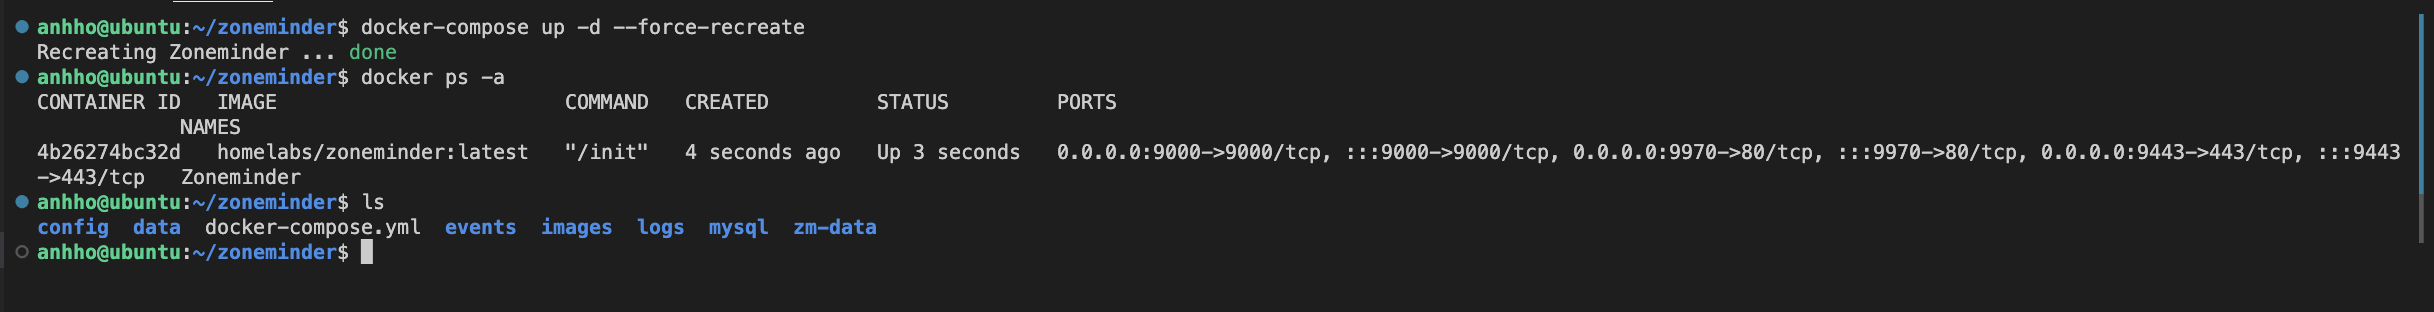 anhho@ubuntu:~/zoneminder$ docker-compose up -d --force-recreate
Recreating Zoneminder ... done
anhho@ubuntu:~/zoneminder$ docker ps -a
CONTAINER ID   IMAGE                        COMMAND   CREATED         STATUS         PORTS
            NAMES
4b26274bc32d   homelabs/zoneminder:latest   "/init"   4 seconds ago   Up 3 seconds   0.0.0.0:9000->9000/tcp, :::9000->9000/tcp, 0.0.0.0:9970->80/tcp, :::9970->80/tcp, 0.0.0.0:9443->443/tcp, :::9443
->443/tcp   Zoneminder
anhho@ubuntu:~/zoneminder$ ls
config  data  docker-compose.yml  events  images  logs  mysql  zm-data
anhho@ubuntu:~/zoneminder$